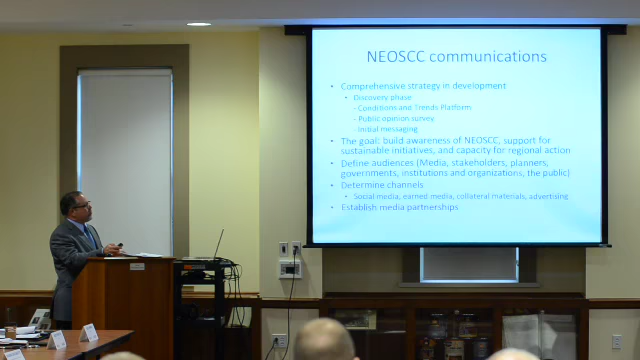 NEOSCC communications
• Comprehensive strategy in development
• Discovery phase:
- Conditions and Trends Platform
- Public opinion survey
- Initial messaging
• The goal: build awareness of NEOSCC, support for
sustainable initiatives, and capacity for regional action
• Define audiences (Media, stakeholders, planners,
governments, institutions and organizations, the public)
• Determine channels
• Social media, earned media, collateral materials, advertising
• Establish media partnerships